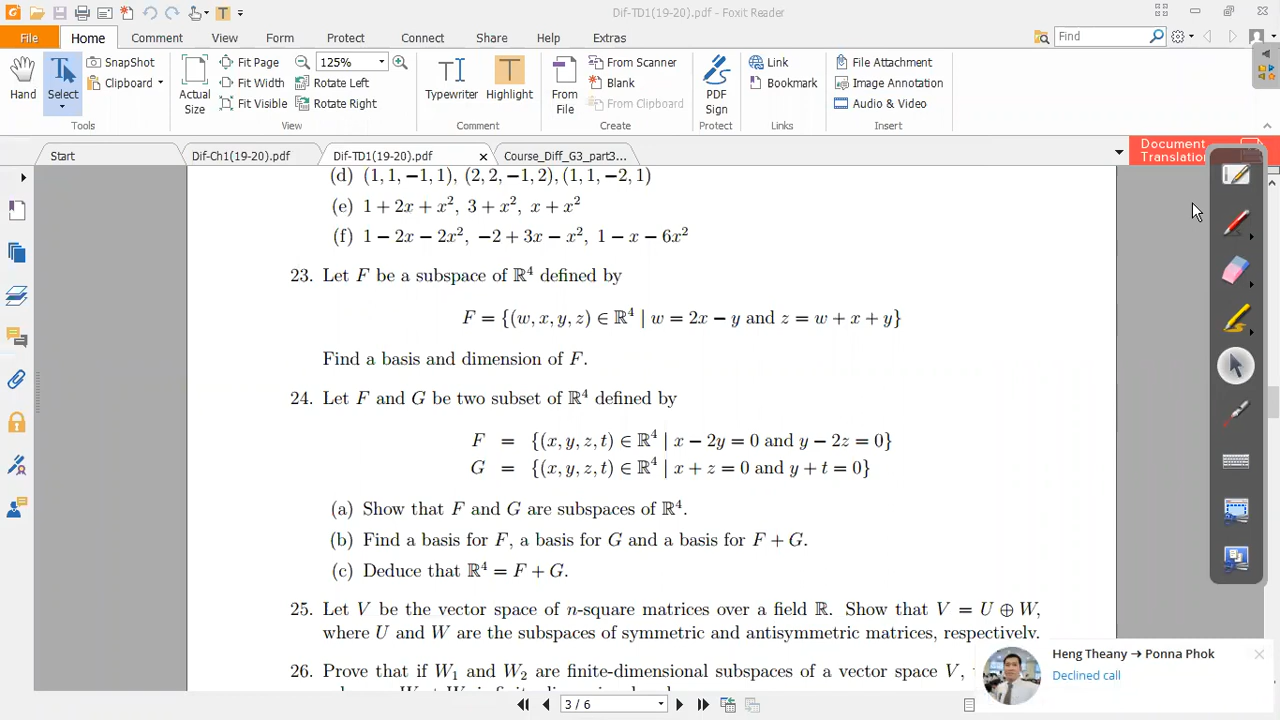 Dif-TD1(19-20).pdf - Foxit Reader
File Home Comment View Form Protect Connect Share Help Extras Find
Hand
Select
SnapShot
Clipboard
Tools
Actual Size
Fit Page
Fit Width
Fit Visible
125%
Rotate Left
Rotate Right
View
Typewriter
Highlight
Comment
From File
From Scanner
Blank
From Clipboard
Create
PDF Sign
Protect
Link
Bookmark
Links
File Attachment
Image Annotation
Audio & Video
Insert
Start Dif-Ch1(19-20).pdf Dif-TD1(19-20).pdf Course_Diff_G3_part3...
Document
Translation
(d) (1, 1, −1, 1), (2, 2, −1, 2), (1, 1, −2, 1)
(e) 1 + 2x + x², 3 + x², x + x²
(f) 1 − 2x − 2x², −2 + 3x − x², 1 − x − 6x²
23. Let F be a subspace of ℝ⁴ defined by
F = {(w, x, y, z) ∈ ℝ⁴ | w = 2x − y and z = w + x + y}
Find a basis and dimension of F.
24. Let F and G be two subset of ℝ⁴ defined by
F = {(x, y, z, t) ∈ ℝ⁴ | x − 2y = 0 and y − 2z = 0}
G = {(x, y, z, t) ∈ ℝ⁴ | x + z = 0 and y + t = 0}
(a) Show that F and G are subspaces of ℝ⁴.
(b) Find a basis for F, a basis for G and a basis for F + G.
(c) Deduce that ℝ⁴ = F + G.
25. Let V be the vector space of n-square matrices over a field ℝ. Show that V = U ⊕ W,
where U and W are the subspaces of symmetric and antisymmetric matrices, respectively.
26. Prove that if W₁ and W₂ are finite-dimensional subspaces of a vector space V,
Heng Theany → Ponna Phok
Declined call
3 / 6